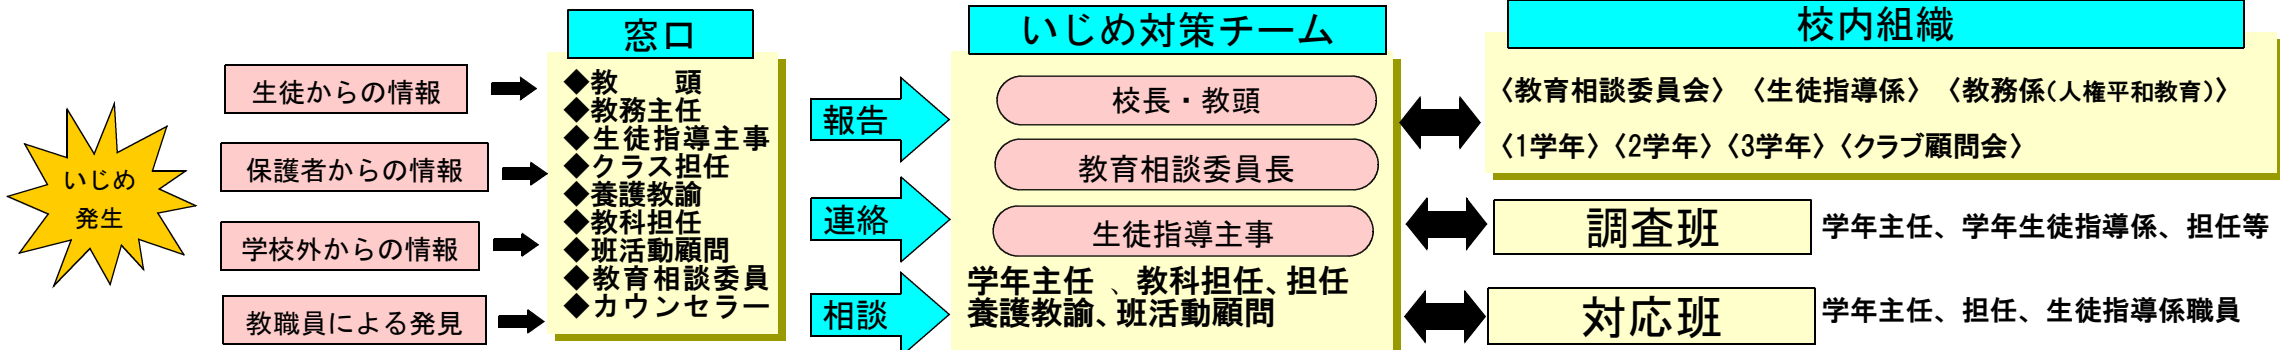 いじめ
発生
生徒からの情報
保護者からの情報
学校外からの情報
教職員による発見
窓口
◆教　　頭
◆教務主任
◆生徒指導主事
◆クラス担任
◆養護教諭
◆教科担任
◆班活動顧問
◆教育相談委員
◆カウンセラー
報告
連絡
相談
いじめ対策チーム
校長・教頭
教育相談委員長
生徒指導主事
学年主任 、教科担任、担任
養護教諭、班活動顧問
校内組織
〈教育相談委員会〉〈生徒指導係〉〈教務係(人権平和教育)〉
〈1学年〉〈2学年〉〈3学年〉〈クラブ顧問会〉
調査班
学年主任、学年生徒指導係、担任等
対応班
学年主任、担任、生徒指導係職員